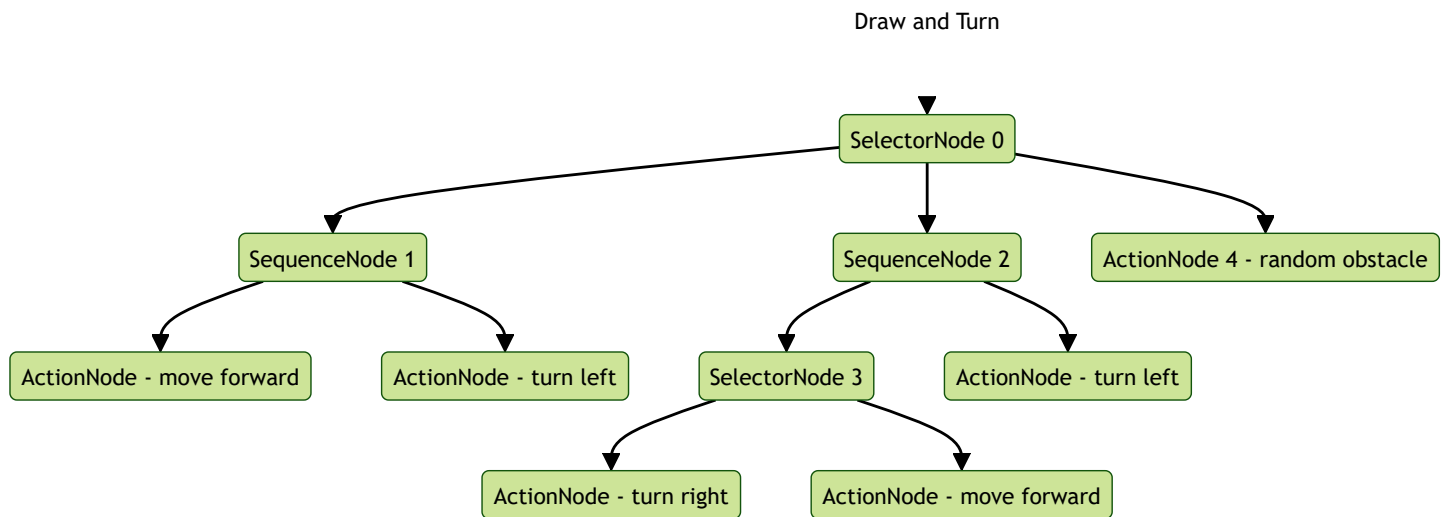 Draw and Turn
SelectorNode 0
SequenceNode 1
SequenceNode 2
ActionNode 4 - random obstacle
ActionNode - move forward
ActionNode - turn left
SelectorNode 3
ActionNode - turn left
ActionNode - turn right
ActionNode - move forward